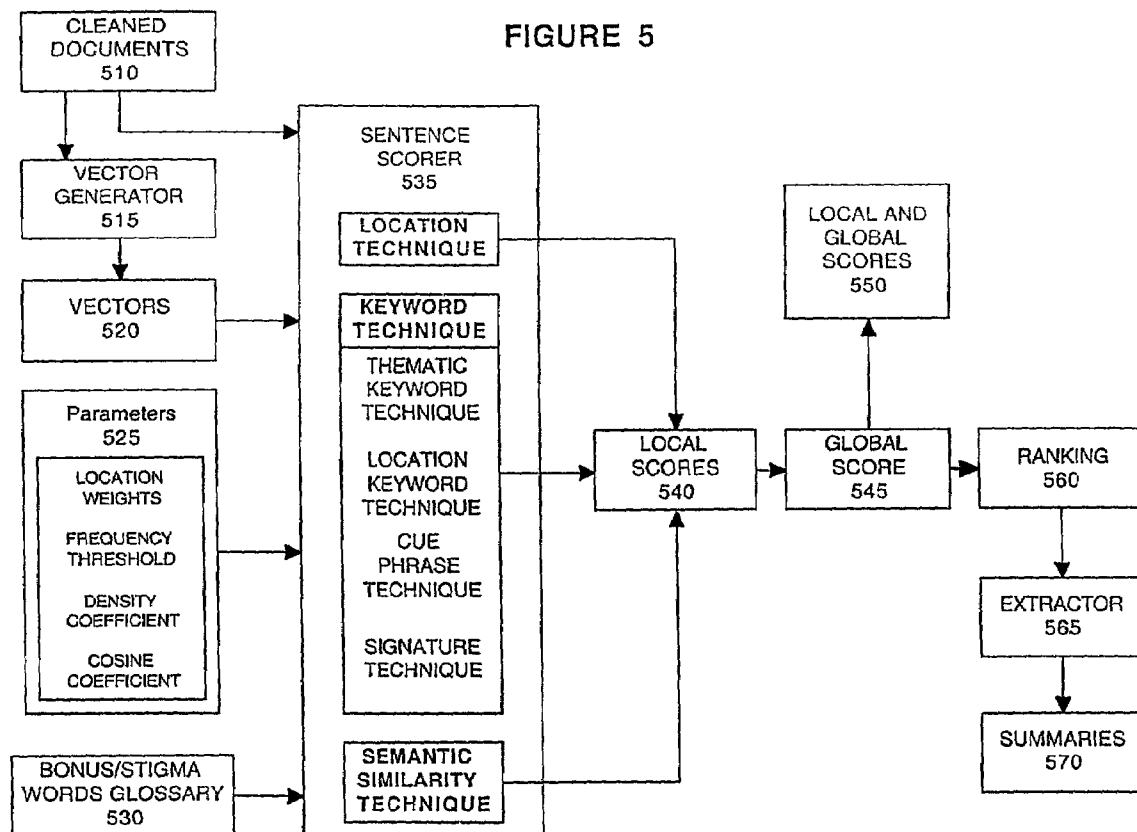 FIGURE 5
CLEANED
DOCUMENTS
510
VECTOR
GENERATOR
515
VECTORS
520
Parameters
525
LOCATION
WEIGHTS
FREQUENCY
THRESHOLD
DENSITY
COEFFICIENT
COSINE
COEFFICIENT
BONUS/STIGMA
WORDS GLOSSARY
530
SENTENCE
SCORER
535
LOCATION
TECHNIQUE
KEYWORD
TECHNIQUE
THEMATIC
KEYWORD
TECHNIQUE
LOCATION
KEYWORD
TECHNIQUE
CUE
PHRASE
TECHNIQUE
SIGNATURE
TECHNIQUE
SEMANTIC
SIMILARITY
TECHNIQUE
LOCAL
SCORES
540
GLOBAL
SCORE
545
LOCAL AND
GLOBAL
SCORES
550
RANKING
560
EXTRACTOR
565
SUMMARIES
570